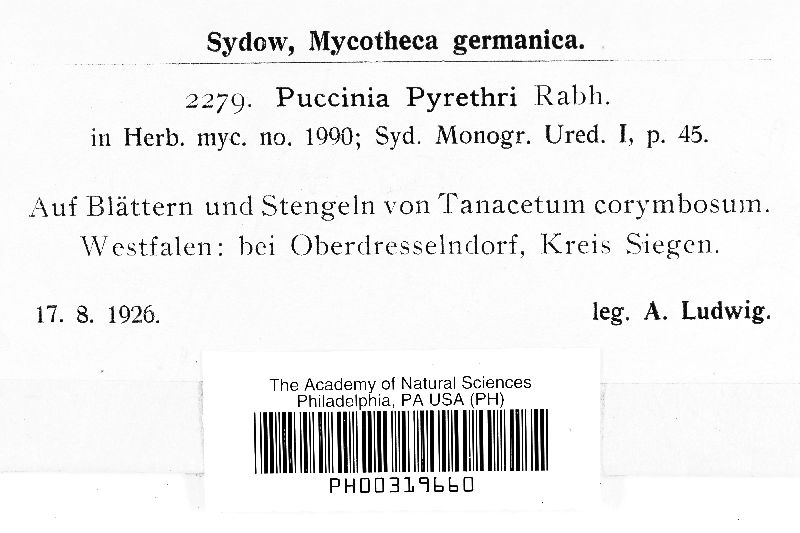 Sydow, Mycotheca germanica.
2279. Puccinia Pyrethri Rabh.
in Herb. myc. no. 1990; Syd. Monogr. Ured. I, p. 45.
Auf Blättern und Stengeln von Tanacetum corymbosum.
Westfalen: bei Oberdresselndorf, Kreis Siegen.
17. 8. 1926. leg. A. Ludwig.
The Academy of Natural Sciences
Philadelphia, PA USA (PH)
PH00319660